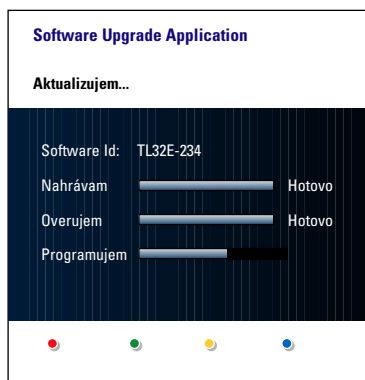 Software Upgrade Application
Aktualizujem...
Software Id: TL32E-234
Nahrávam Hotovo
Overujem Hotovo
Programujem